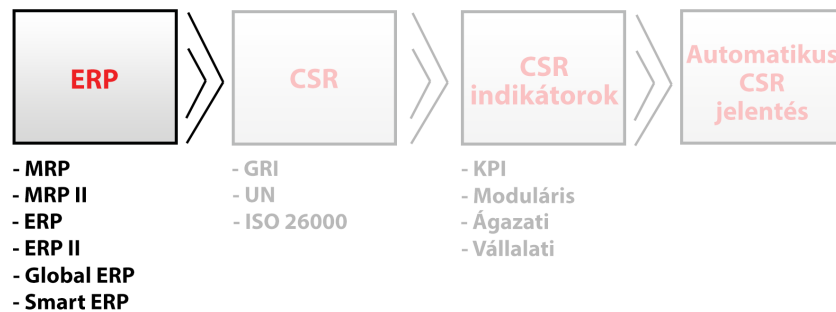 ERP
CSR
CSR
indikátorok
Automatikus
CSR
jelentés
- MRP
- MRP II
- ERP
- ERP II
- Global ERP
- Smart ERP
- GRI
- UN
- ISO 26000
- KPI
- Moduláris
- Ágazati
- Vállalati